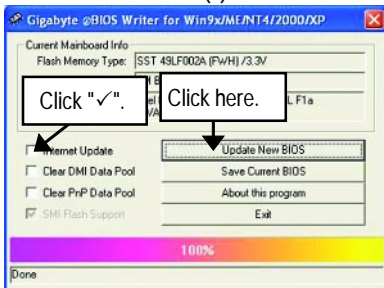 Gigabyte @BIOS Writer for Win9x/ME/NT4/2000/XP
Current Mainboard Info
Flash Memory Type: SST 49LF002A (FWH) /3.3V
L F1a
Click "✓".
Click here.
Internet Update
Update New BIOS
Clear DMI Data Pool
Save Current BIOS
Clear PnP Data Pool
About this program
SMI Flash Support
Exit
100%
Done